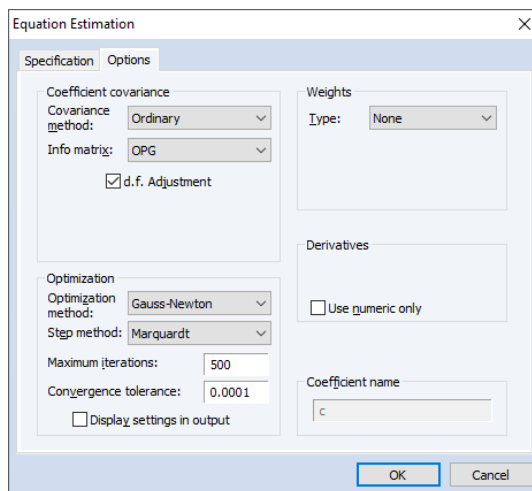 Equation Estimation
Specification Options
Coefficient covariance
Covariance method: Ordinary
Info matrix: OPG
d.f. Adjustment
Optimization
Optimization method: Gauss-Newton
Step method: Marquardt
Maximum iterations: 500
Convergence tolerance: 0.0001
Display settings in output
Weights
Type: None
Derivatives
Use numeric only
Coefficient name
c
OK Cancel